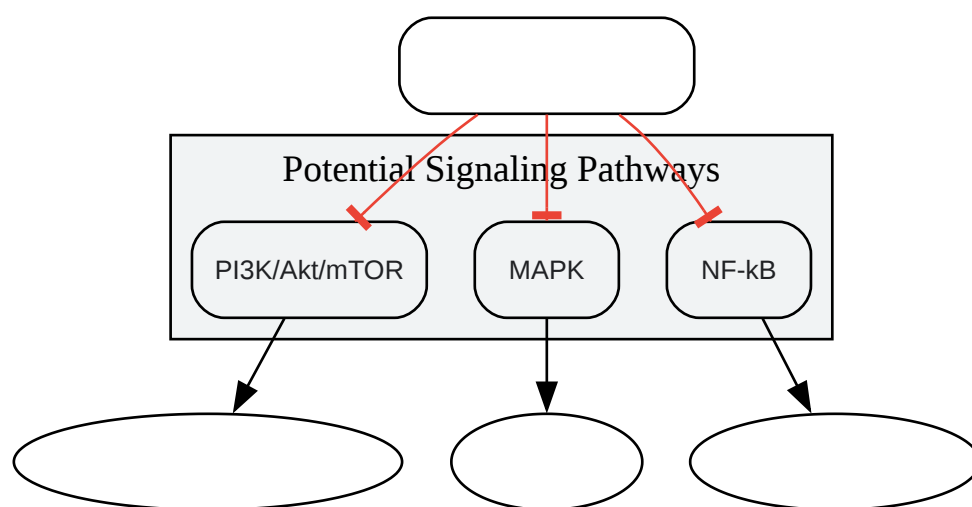 Potential Signaling Pathways
PI3K/Akt/mTOR
MAPK
NF-kB